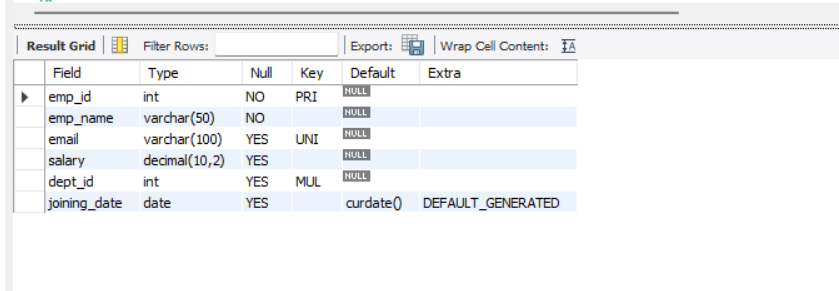 Result Grid Filter Rows: Export: Wrap Cell Content: IA
Field Type Null Key Default Extra
emp_id int NO PRI NULL
emp_name varchar(50) NO NULL
email varchar(100) YES UNI NULL
salary decimal(10,2) YES NULL
dept_id int YES MUL NULL
joining_date date YES curdate() DEFAULT_GENERATED